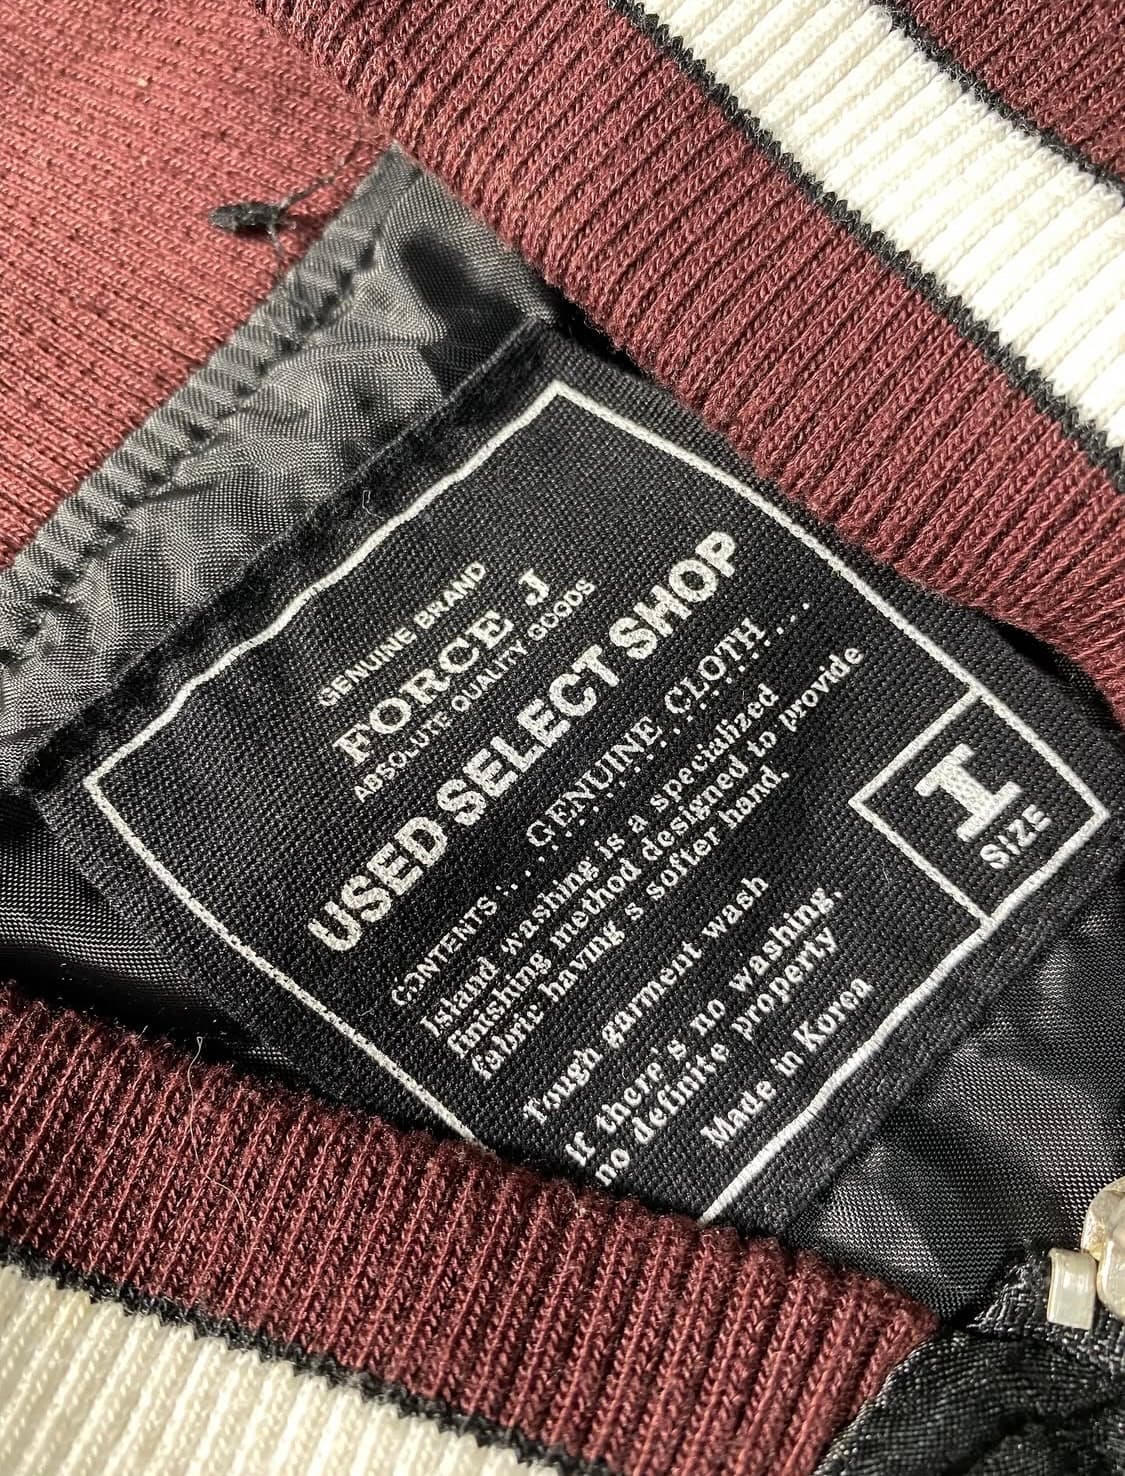 GENUINE BRAND
FORCE J
ABSOLUTE QUALITY GOODS
USED SELECT SHOP
CONTENTS :. . . GENUINE CLOTH . . .
Island washing is a specialized
finishing method designed to provide
fabric having s softer hand.
Tough garment wash
If there's no washing.
no definite property
Made in Korea
I
SIZE